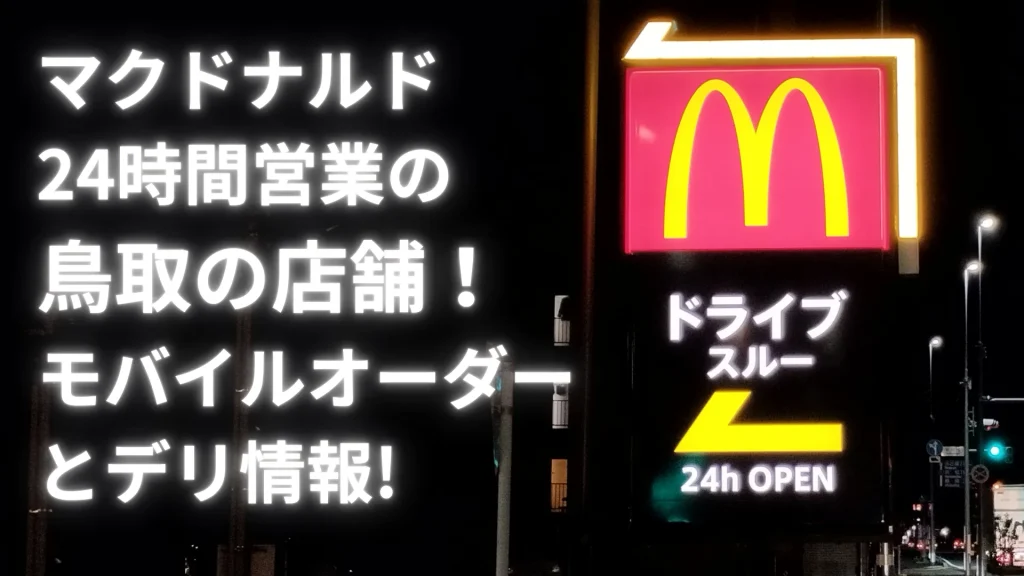 マクドナルド
24時間営業の
鳥取の店舗！
モバイルオーダー
とデリ情報!
ドライブ
スルー
24h OPEN